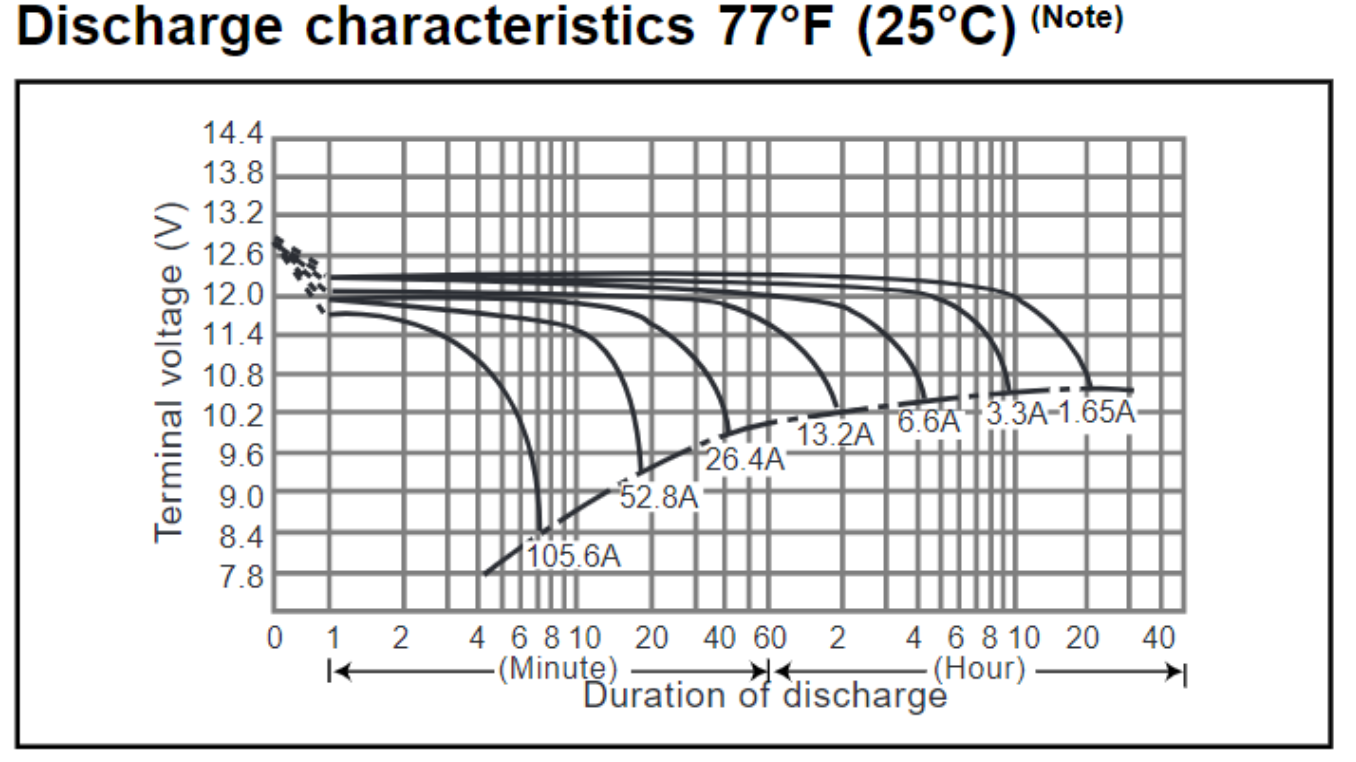 Discharge characteristics 77°F (25°C) (Note)
Terminal voltage (V)
14.4
13.8
13.2
12.6
12.0
11.4
10.8
10.2
9.6
9.0
8.4
7.8
105.6A
52.8A
26.4A
13.2A
6.6A
3.3A
1.65A
0 1 2 4 6 8 10 20 40 60 2 4 6 8 10 20 40
(Minute) (Hour)
Duration of discharge